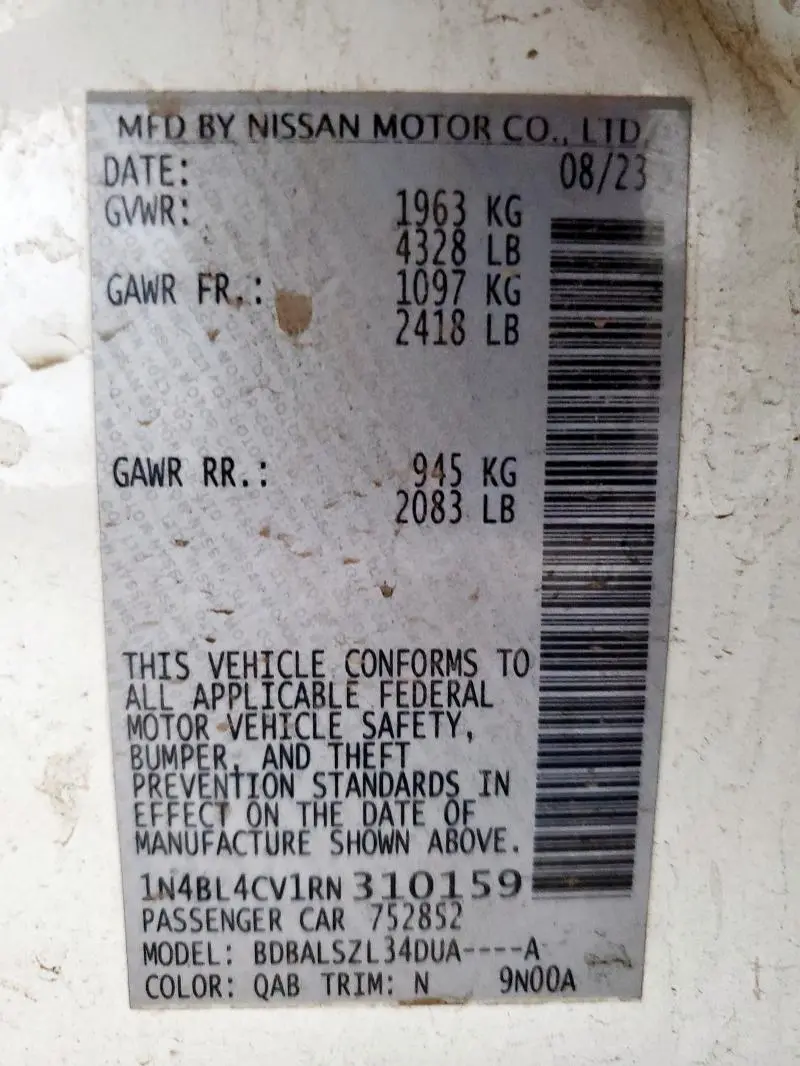 MFD BY NISSAN MOTOR CO., LTD.
DATE: 08/23
GVWR: 1963 KG
4328 LB
GAWR FR.: 1097 KG
2418 LB
GAWR RR.: 945 KG
2083 LB
THIS VEHICLE CONFORMS TO
ALL APPLICABLE FEDERAL
MOTOR VEHICLE SAFETY,
BUMPER, AND THEFT
PREVENTION STANDARDS IN
EFFECT ON THE DATE OF
MANUFACTURE SHOWN ABOVE.
1N4BL4CV1RN310159
PASSENGER CAR 752852
MODEL: BDBALSZL34DUA----A
COLOR: QAB TRIM: N 9N00A